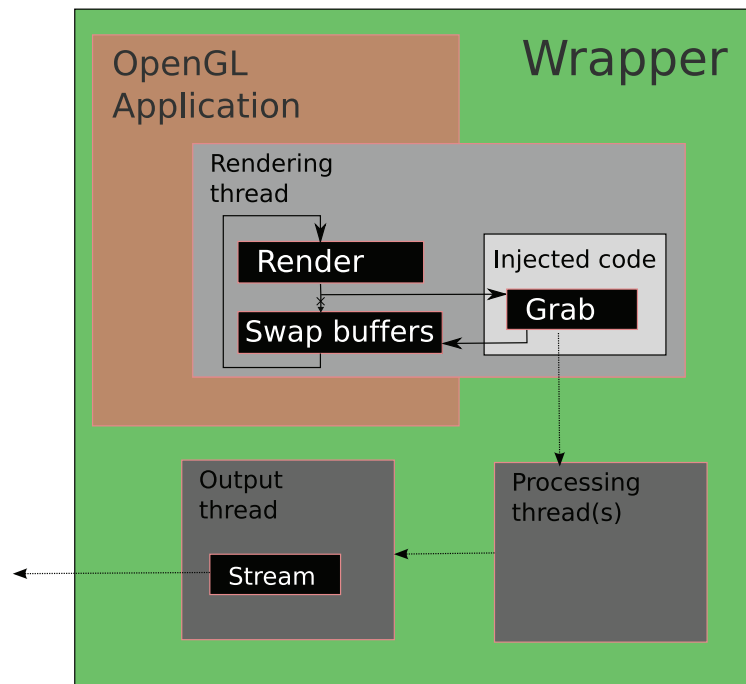 OpenGL
Application
Wrapper
Rendering
thread
Render
Injected code
Grab
Swap buffers
Output
thread
Stream
Processing
thread(s)